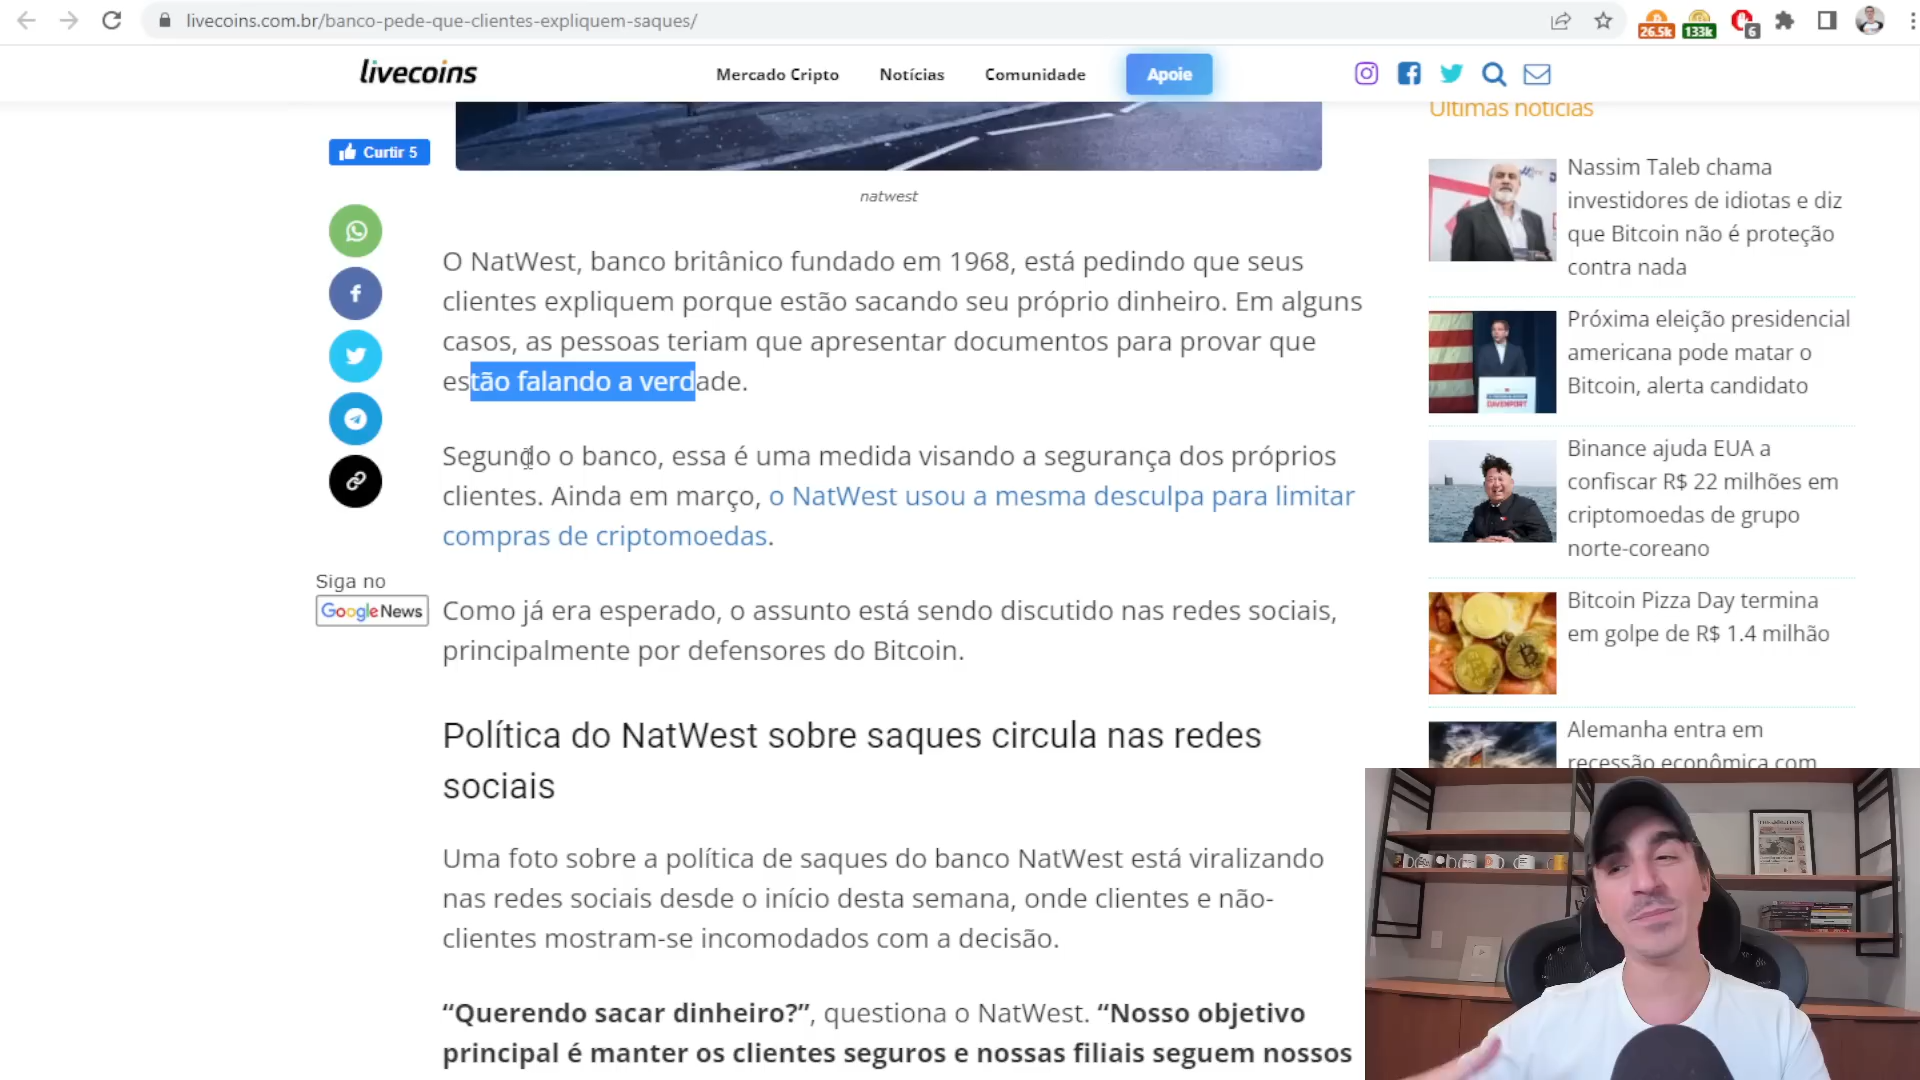 livecoins.com.br/banco-pede-que-clientes-expliquem-saques/
26.5k
133k
6
livecoins
Mercado Cripto
Notícias
Comunidade
Apoie
Últimas notícias
Curtir 5
natwest
O NatWest, banco britânico fundado em 1968, está pedindo que seus
clientes expliquem porque estão sacando seu próprio dinheiro. Em alguns
casos, as pessoas teriam que apresentar documentos para provar que
estão falando a verdade.
Segundo o banco, essa é uma medida visando a segurança dos próprios
clientes. Ainda em março, o NatWest usou a mesma desculpa para limitar
compras de criptomoedas.
Siga no
Google News
Como já era esperado, o assunto está sendo discutido nas redes sociais,
principalmente por defensores do Bitcoin.
Política do NatWest sobre saques circula nas redes
sociais
Uma foto sobre a política de saques do banco NatWest está viralizando
nas redes sociais desde o início desta semana, onde clientes e não-
clientes mostram-se incomodados com a decisão.
“Querendo sacar dinheiro?”, questiona o NatWest. “Nosso objetivo
principal é manter os clientes seguros e nossas filiais seguem nossos
Nassim Taleb chama
investidores de idiotas e diz
que Bitcoin não é proteção
contra nada
Próxima eleição presidencial
americana pode matar o
Bitcoin, alerta candidato
DAVENPORT
Binance ajuda EUA a
confiscar R$ 22 milhões em
criptomoedas de grupo
norte-coreano
Bitcoin Pizza Day termina
em golpe de R$ 1.4 milhão
Alemanha entra em
recessão econômica com